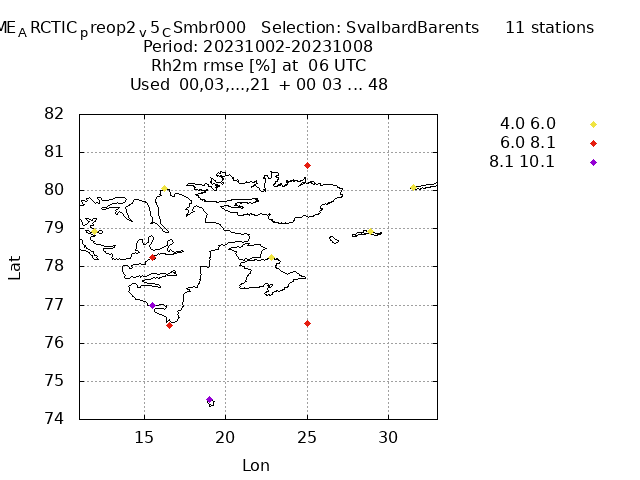 ME_ARCTIC_preop2_v5_CSmbr000 Selection: SvalbardBarents 11 stations
Period: 20231002-20231008
Rh2m rmse [%] at 06 UTC
Used 00,03,...,21 + 00 03 ... 48
4.0 6.0
6.0 8.1
8.1 10.1
82
81
80
79
78
77
76
75
74
Lat
15 20 25 30
Lon